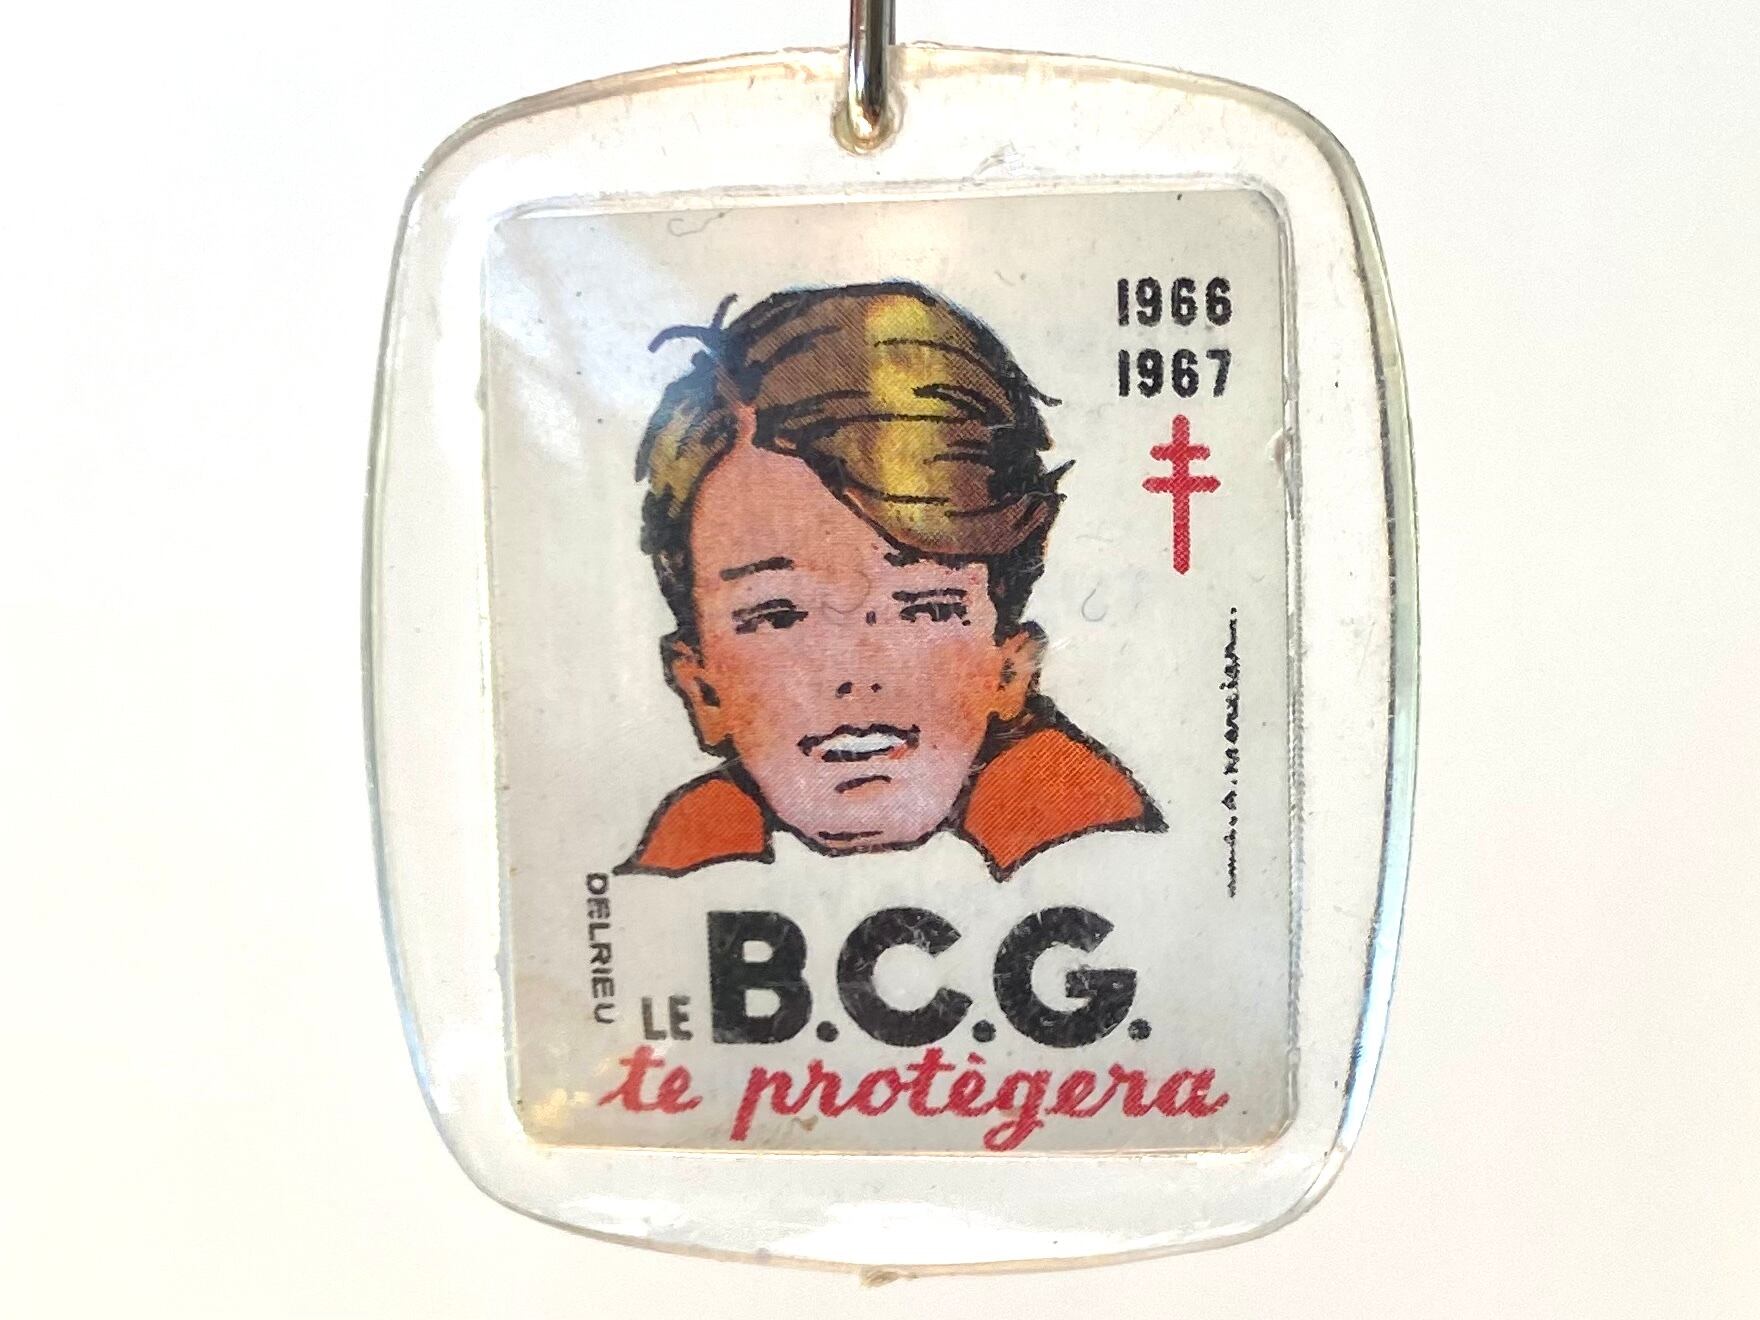 1966
1967
DELRIEU
LE B.C.G.
te protègera